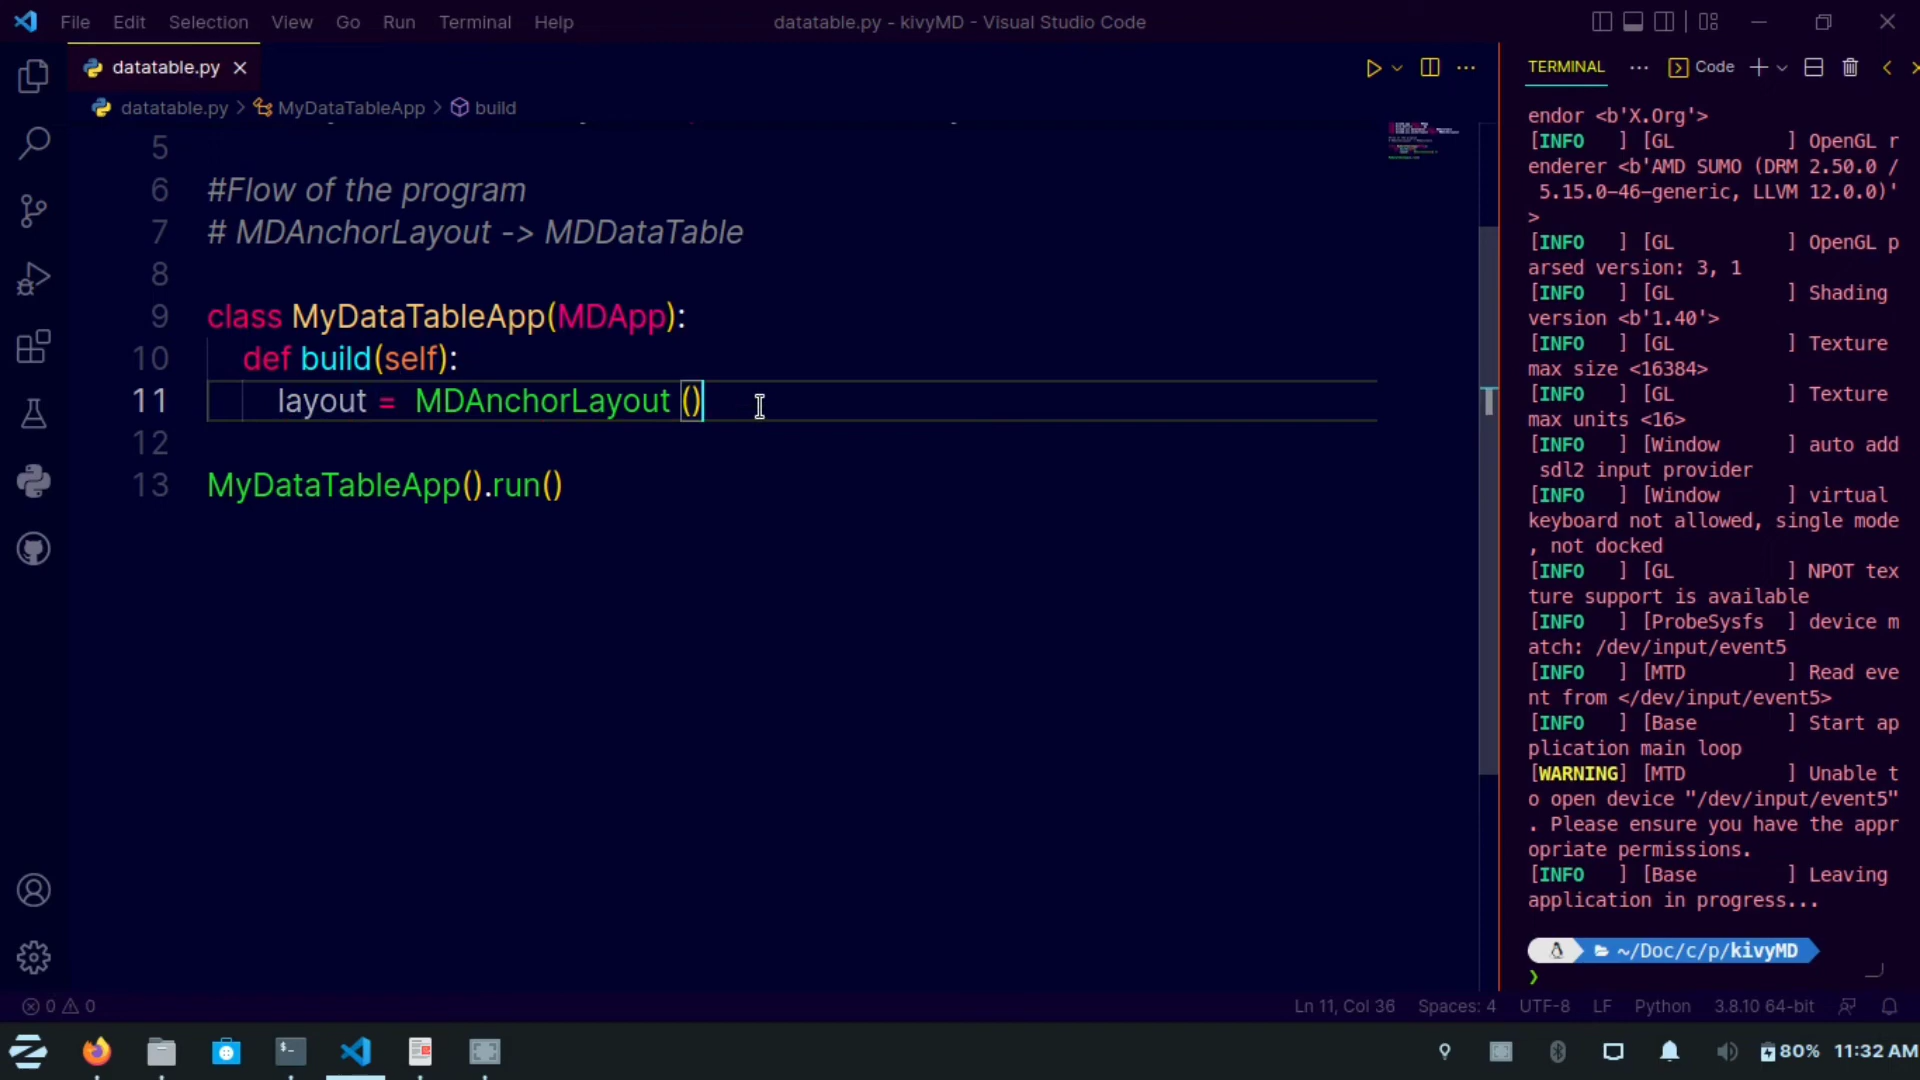 File Edit Selection View Go Run Terminal Help
datatable.py - kivyMD - Visual Studio Code
datatable.py
datatable.py > MyDataTableApp > build
5
6 #Flow of the program
7 # MDAnchorLayout -> MDDataTable
8
9 class MyDataTableApp(MDApp):
10 def build(self):
11 layout = MDAnchorLayout ()
12
13 MyDataTableApp().run()
TERMINAL
Code
endor <b'X.Org'>
[INFO   ] [GL          ] OpenGL r
enderer <b'AMD SUMO (DRM 2.50.0 /
5.15.0-46-generic, LLVM 12.0.0)'
>
[INFO   ] [GL          ] OpenGL p
arsed version: 3, 1
[INFO   ] [GL          ] Shading
version <b'1.40'>
[INFO   ] [GL          ] Texture
max size <16384>
[INFO   ] [GL          ] Texture
max units <16>
[INFO   ] [Window      ] auto add
sdl2 input provider
[INFO   ] [Window      ] virtual
keyboard not allowed, single mode
, not docked
[INFO   ] [GL          ] NPOT tex
ture support is available
[INFO   ] [ProbeSysfs  ] device m
atch: /dev/input/event5
[INFO   ] [MTD         ] Read eve
nt from </dev/input/event5>
[INFO   ] [Base        ] Start ap
plication main loop
[WARNING] [MTD         ] Unable t
o open device "/dev/input/event5"
. Please ensure you have the appr
opriate permissions.
[INFO   ] [Base        ] Leaving
application in progress...
~/Doc/c/p/kivyMD
❯
0 0
Ln 11, Col 36 Spaces: 4 UTF-8 LF Python 3.8.10 64-bit
80% 11:32 AM